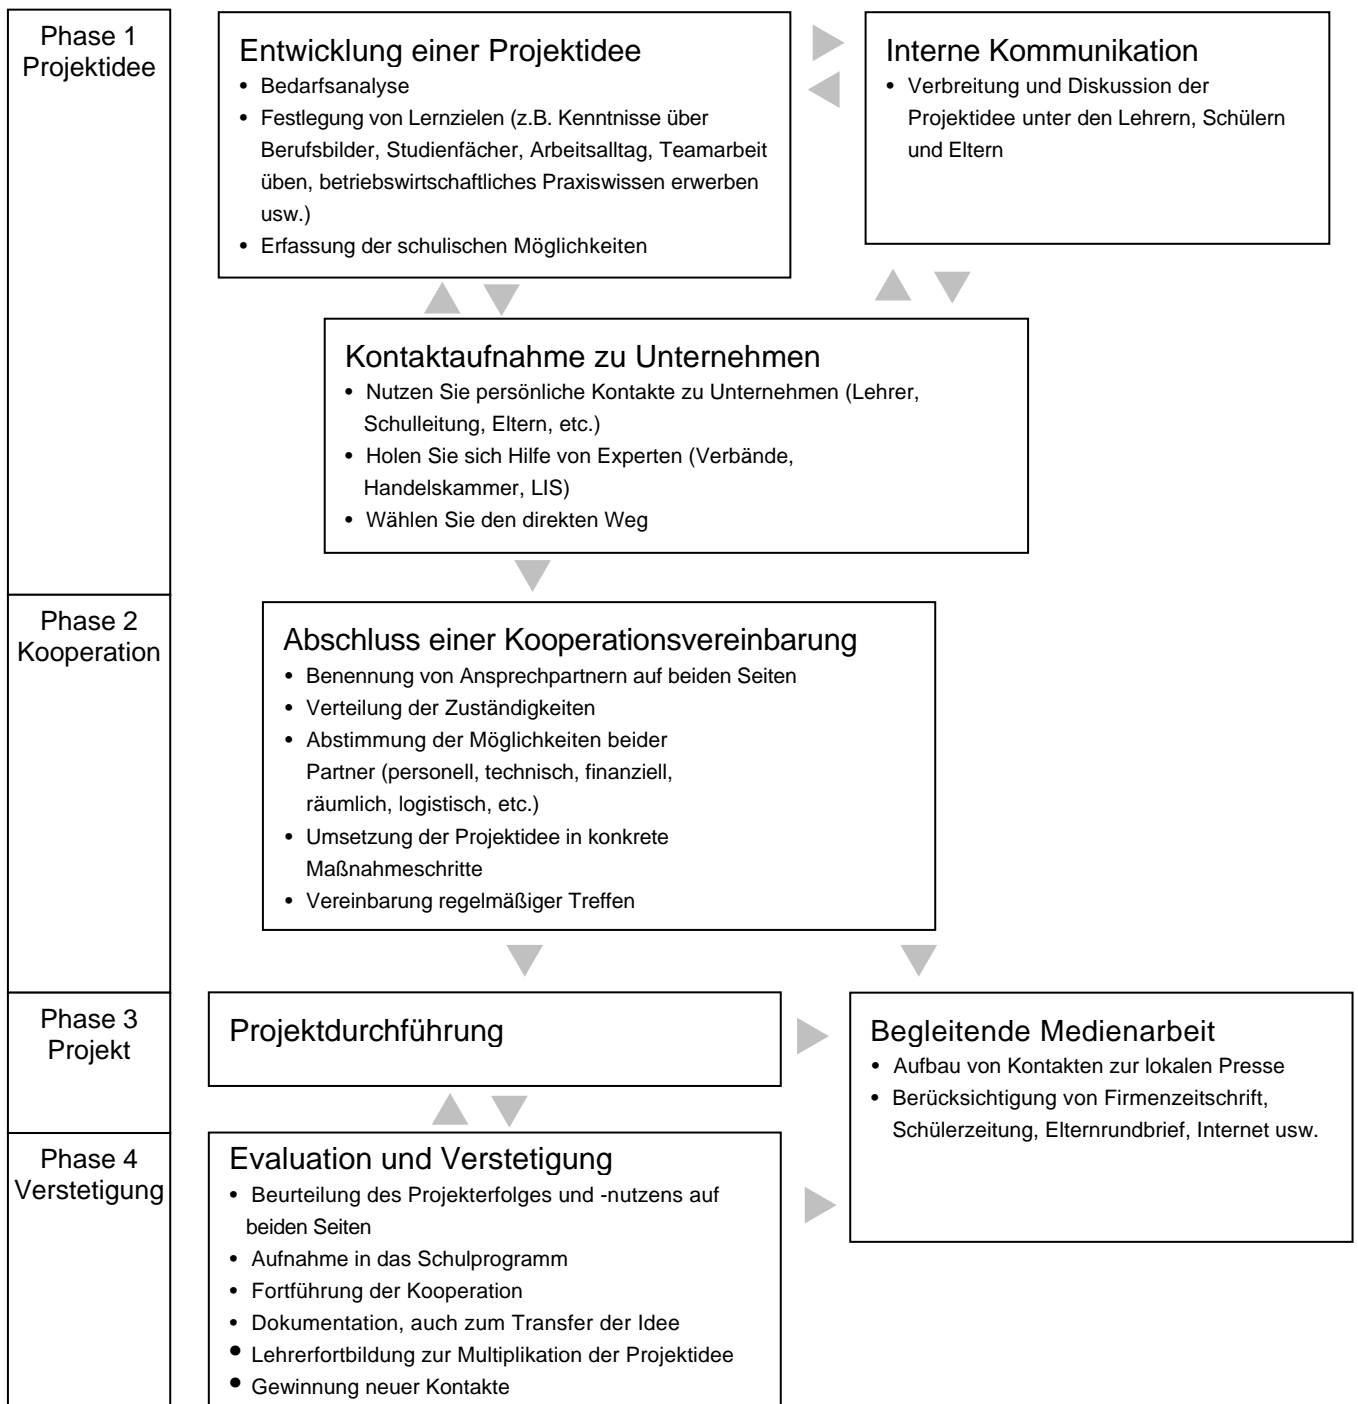 Phase 1
Projektidee
Entwicklung einer Projektidee
• Bedarfsanalyse
• Festlegung von Lernzielen (z.B. Kenntnisse über
Berufsbilder, Studienfächer, Arbeitsalltag, Teamarbeit
üben, betriebswirtschaftliches Praxiswissen erwerben
usw.)
• Erfassung der schulischen Möglichkeiten
Interne Kommunikation
• Verbreitung und Diskussion der
Projektidee unter den Lehrern, Schülern
und Eltern
Kontaktaufnahme zu Unternehmen
• Nutzen Sie persönliche Kontakte zu Unternehmen (Lehrer,
Schulleitung, Eltern, etc.)
• Holen Sie sich Hilfe von Experten (Verbände,
Handelskammer, LIS)
• Wählen Sie den direkten Weg
Phase 2
Kooperation
Abschluss einer Kooperationsvereinbarung
• Benennung von Ansprechpartnern auf beiden Seiten
• Verteilung der Zuständigkeiten
• Abstimmung der Möglichkeiten beider
Partner (personell, technisch, finanziell,
räumlich, logistisch, etc.)
• Umsetzung der Projektidee in konkrete
Maßnahmeschritte
• Vereinbarung regelmäßiger Treffen
Phase 3
Projekt
Projektdurchführung
Begleitende Medienarbeit
• Aufbau von Kontakten zur lokalen Presse
• Berücksichtigung von Firmenzeitschrift,
Schülerzeitung, Elternrundbrief, Internet usw.
Phase 4
Verstetigung
Evaluation und Verstetigung
• Beurteilung des Projekterfolges und -nutzens auf
beiden Seiten
• Aufnahme in das Schulprogramm
• Fortführung der Kooperation
• Dokumentation, auch zum Transfer der Idee
• Lehrerfortbildung zur Multiplikation der Projektidee
• Gewinnung neuer Kontakte